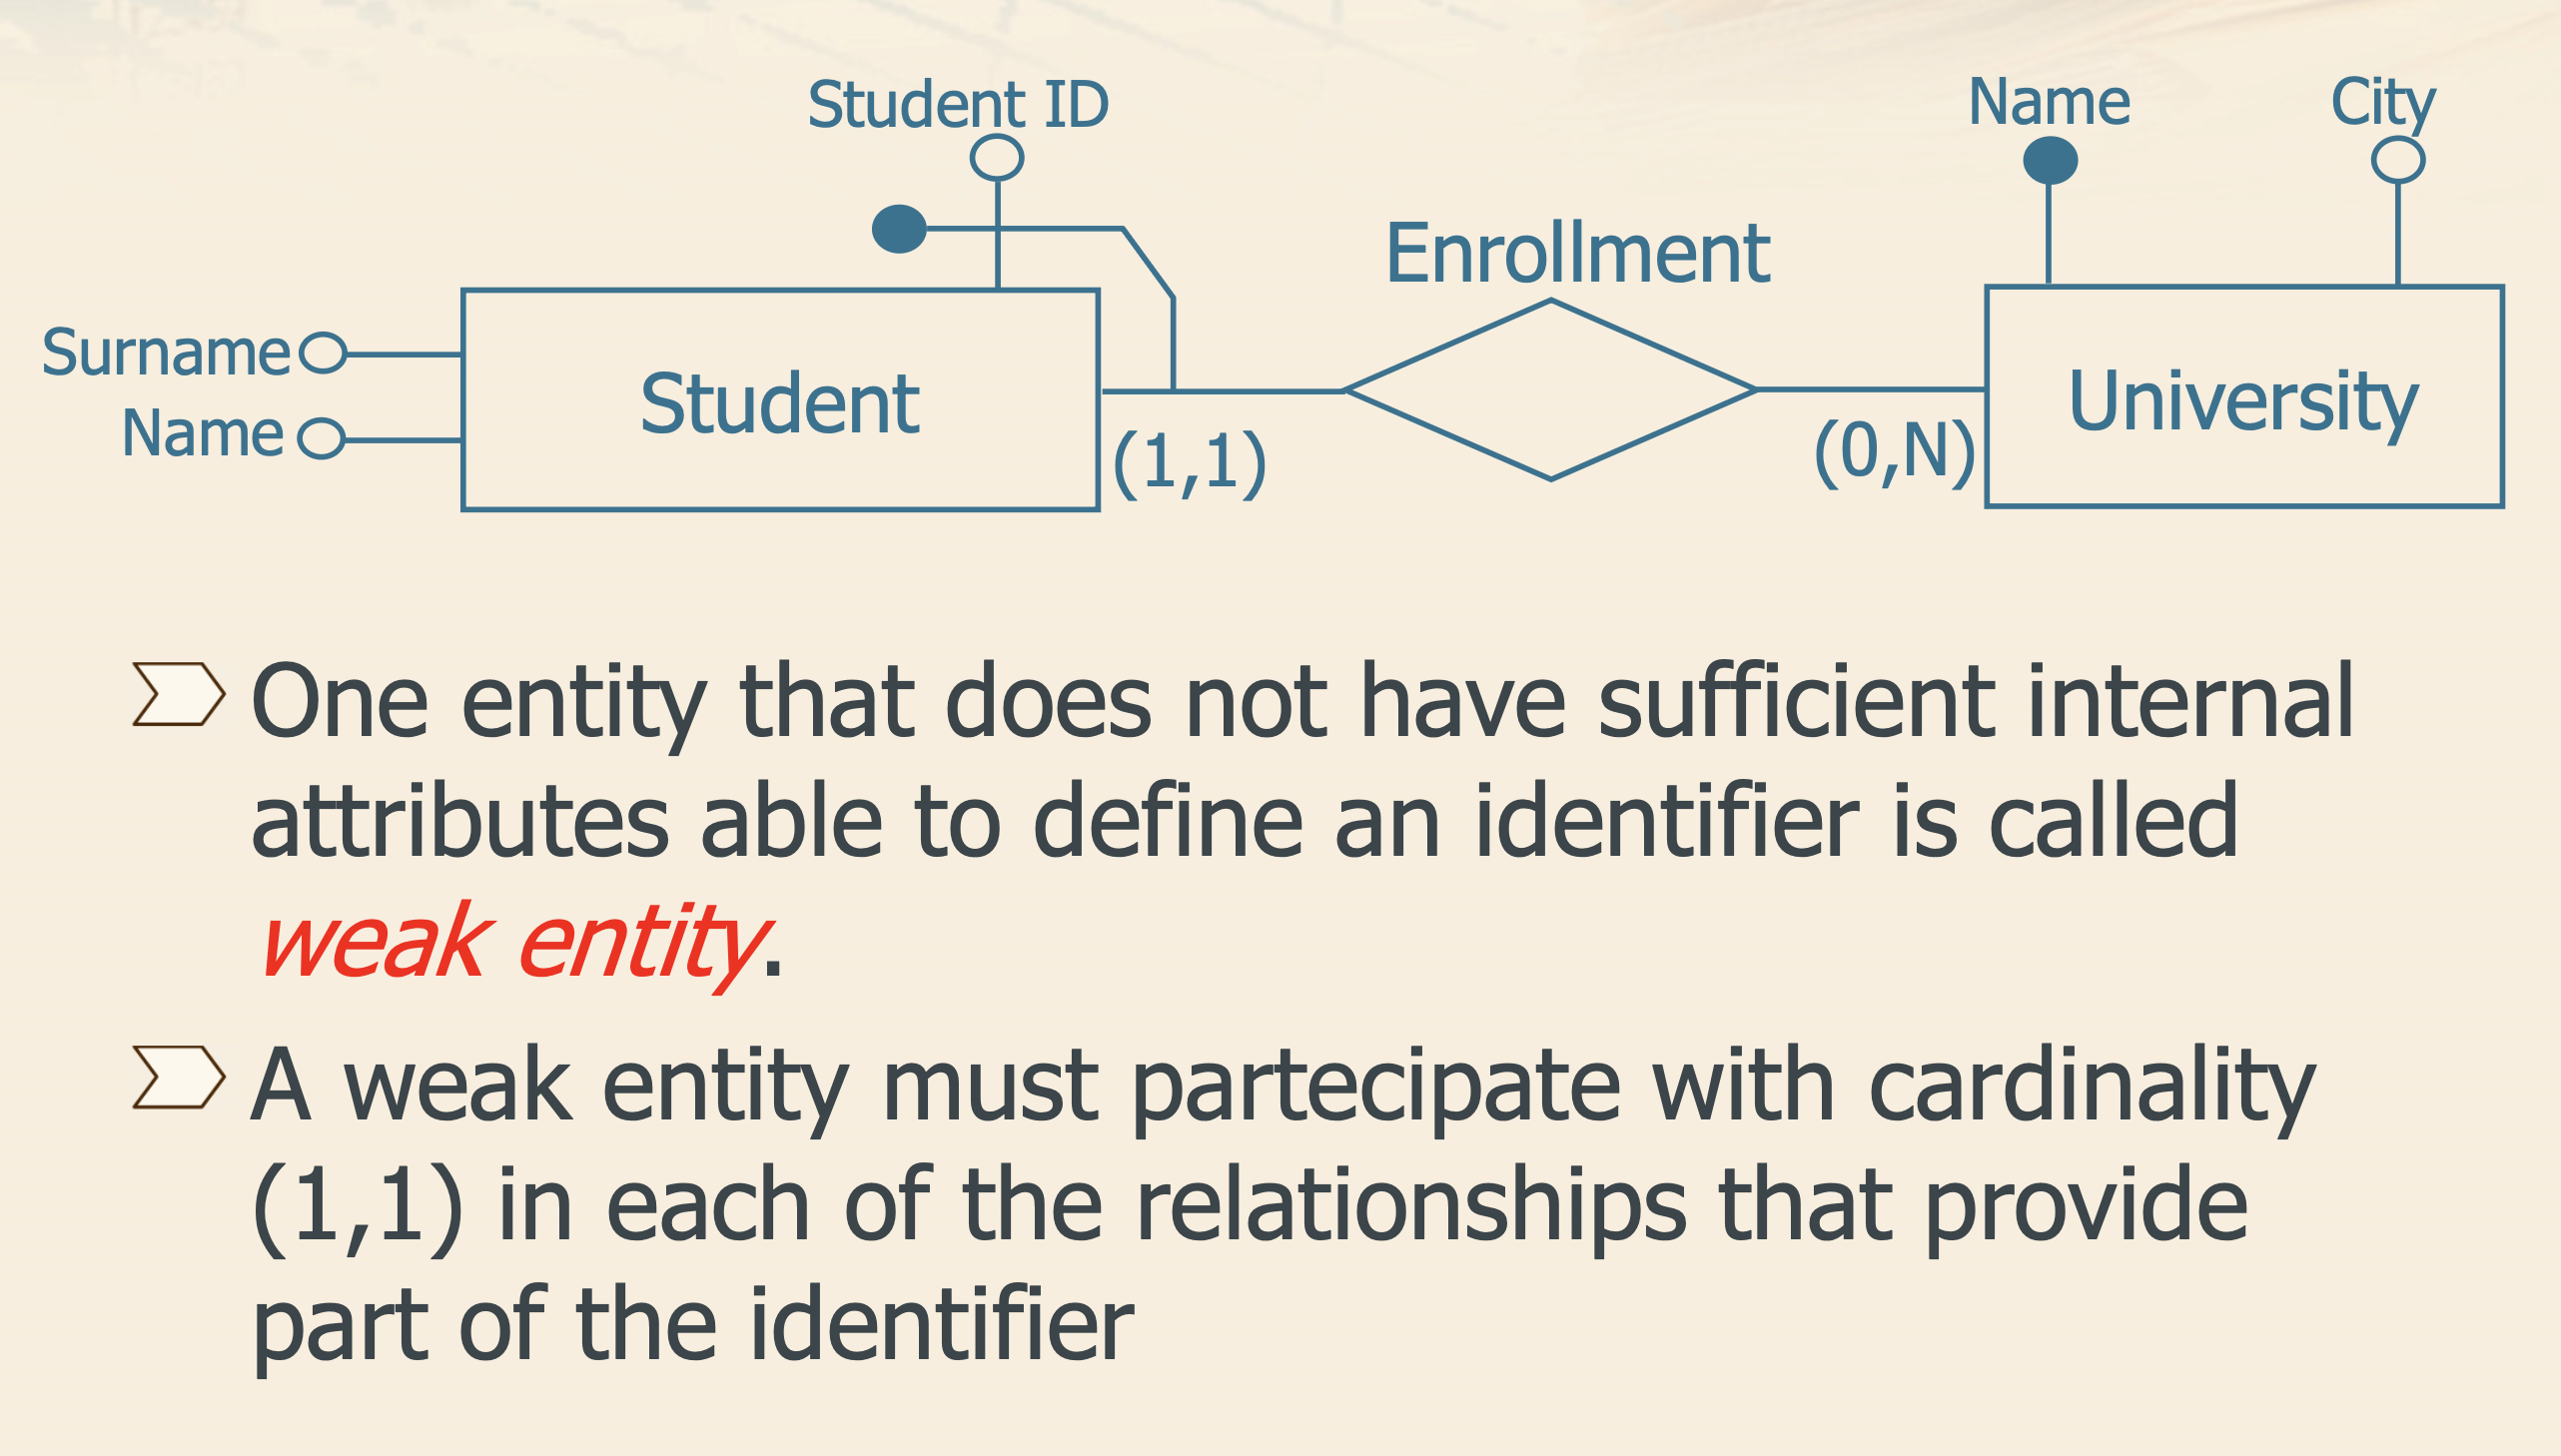 Student ID
Name
City
Enrollment
Surname
Name
Student
University
(1,1)
(0,N)
One entity that does not have sufficient internal
attributes able to define an identifier is called
weak entity.
A weak entity must partecipate with cardinality
(1,1) in each of the relationships that provide
part of the identifier